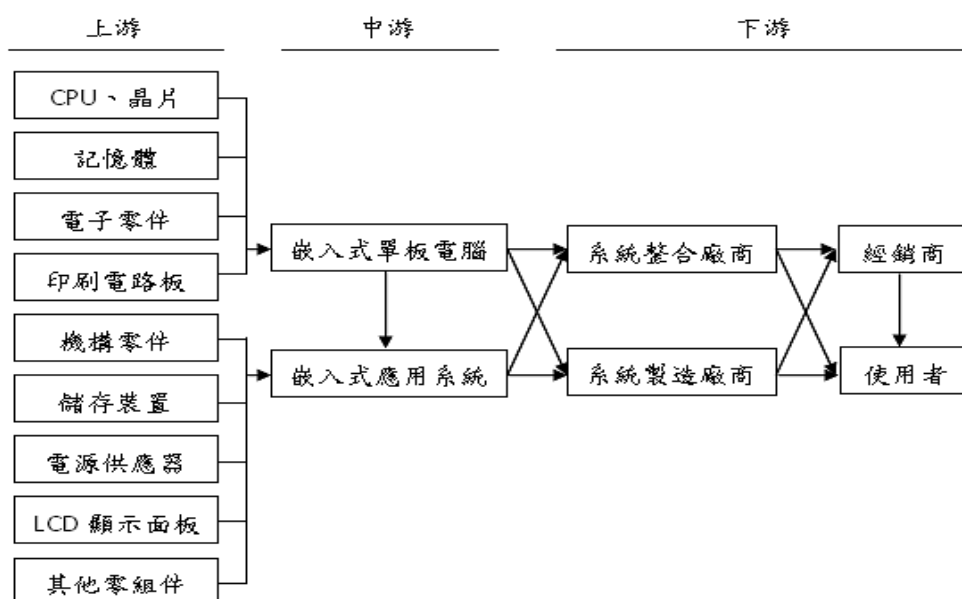 上游
中游
下游
CPU、晶片
記憶體
電子零件
印刷電路板
機構零件
儲存裝置
電源供應器
LCD 顯示面板
其他零組件
嵌入式單板電腦
嵌入式應用系統
系統整合廠商
系統製造廠商
經銷商
使用者